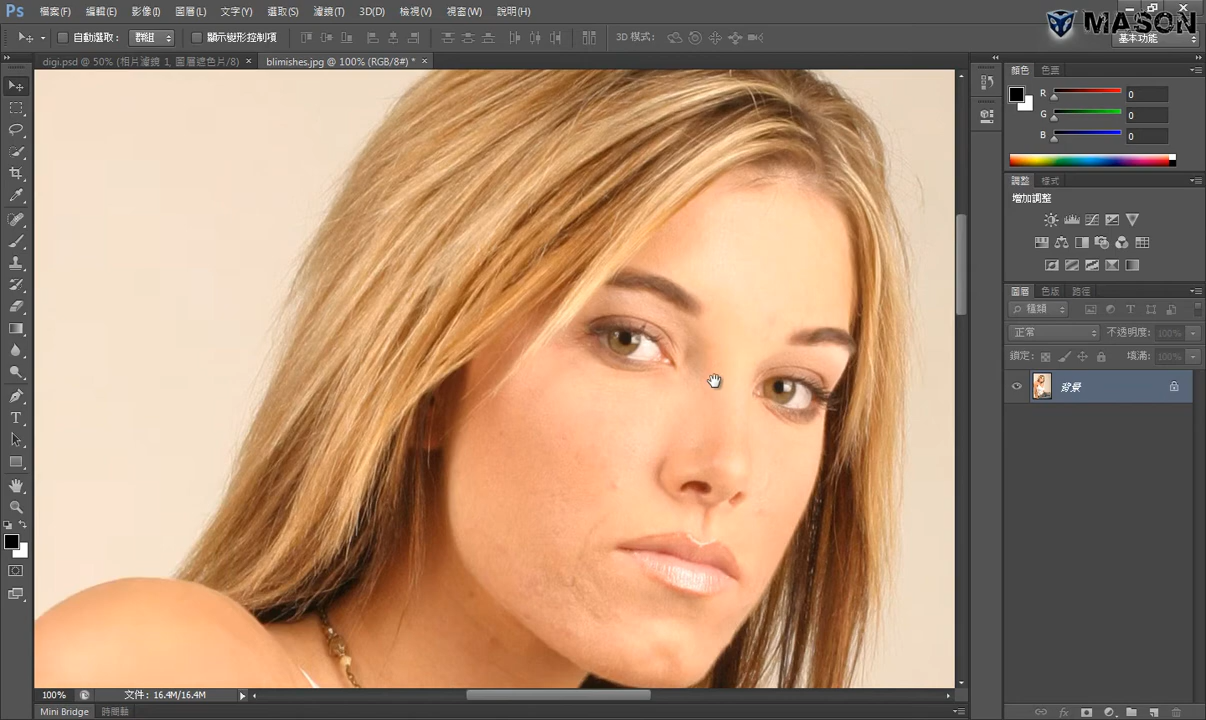 Ps 檔案(F) 編輯(E) 影像(I) 圖層(L) 文字(Y) 選取(S) 濾鏡(T) 3D(D) 檢視(V) 視窗(W) 說明(H)
MASON
自動選取： 群組 顯示變形控制項 3D 模式： 基本功能
digi.psd @ 50% (相片濾鏡 1, 圖層遮色片/8) × blimishes.jpg @ 100% (RGB/8#) * ×
顏色 色票
R 0
G 0
B 0
調整 樣式
增加調整
圖層 色版 路徑
種類
正常 不透明度： 100%
鎖定： 填滿： 100%
背景
T
100% 文件: 16.4M/16.4M
Mini Bridge 時間軸
fx